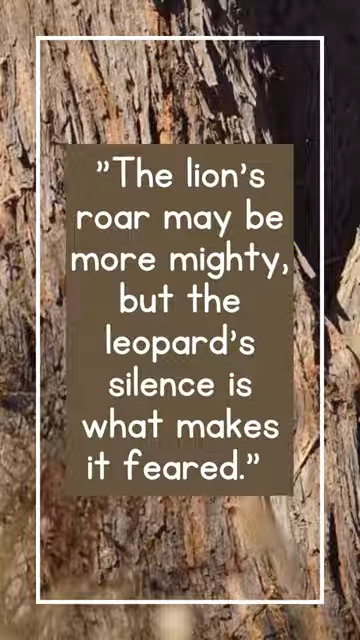 ”The lion’s
roar may be
more mighty,
but the
leopard’s
silence is
what makes
it feared.”